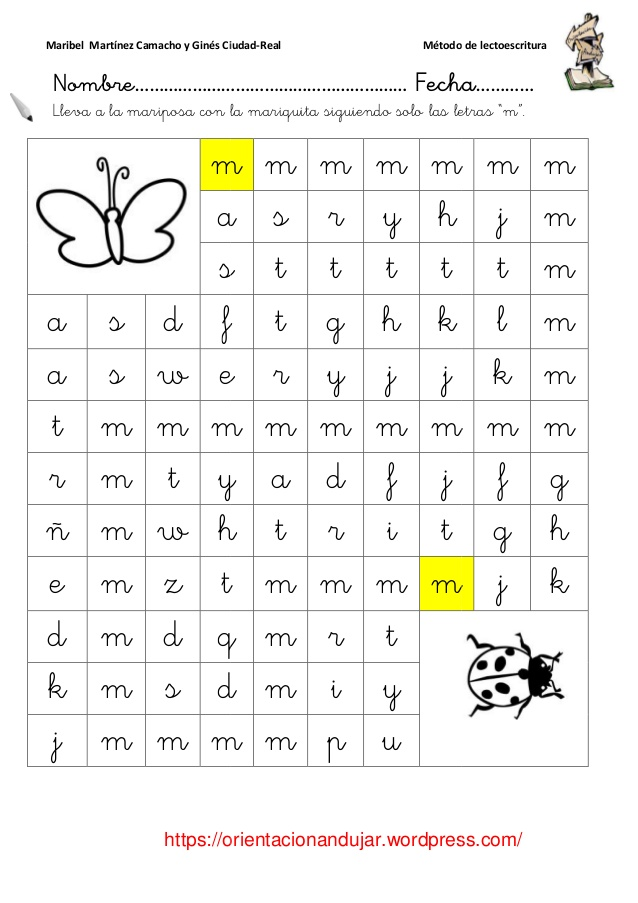 Maribel Martínez Camacho y Ginés Ciudad-Real Método de lectoescritura
Nombre........................................................ Fecha............
Lleva a la mariposa con la mariquita siguiendo solo las letras “m”.
m m m m m m m
a s r y h j m
s t t t t t m
a s d f t g h k l m
a s w e r y j j k m
t m m m m m m m m m
r m t y a d f j f g
ñ m w h t r i t g h
e m z t m m m m j k
d m d q m r t
k m s d m i y
j m m m m p u
https://orientacionandujar.wordpress.com/